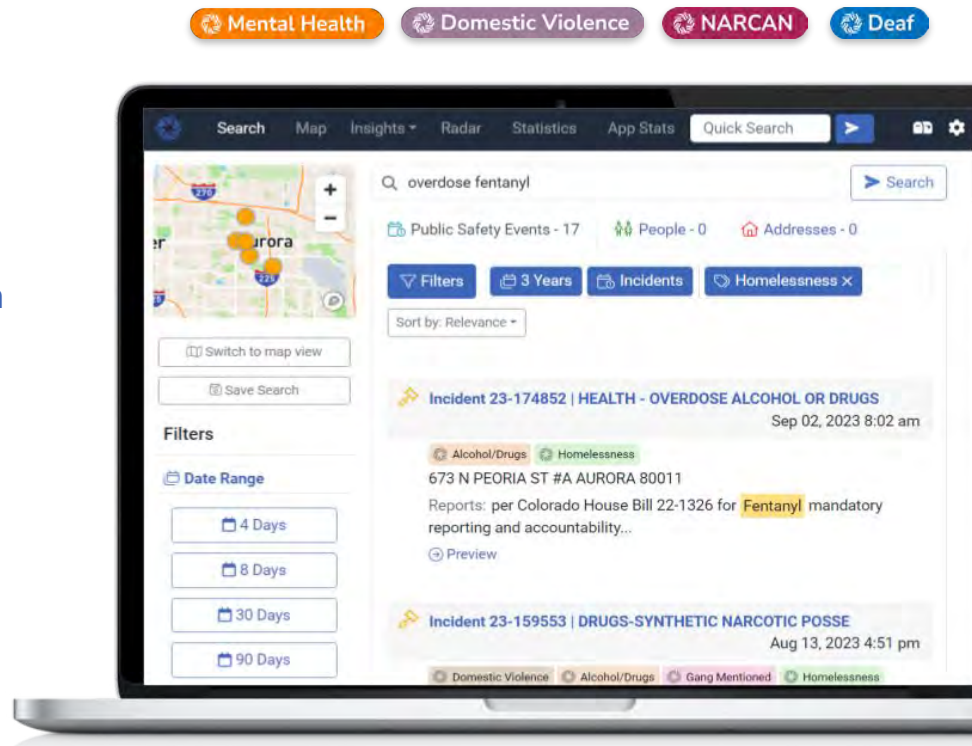 Mental Health
Domestic Violence
NARCAN
Deaf
Search
Map
Insights
Radar
Statistics
App Stats
Quick Search
270
+
−
urora
225
overdose fentanyl
Search
Public Safety Events - 17
People - 0
Addresses - 0
Filters
3 Years
Incidents
Homelessness ×
Sort by: Relevance
Switch to map view
Save Search
Filters
Date Range
4 Days
8 Days
30 Days
90 Days
Incident 23-174852 | HEALTH - OVERDOSE ALCOHOL OR DRUGS
Sep 02, 2023 8:02 am
Alcohol/Drugs Homelessness
673 N PEORIA ST #A AURORA 80011
Reports: per Colorado House Bill 22-1326 for Fentanyl mandatory
reporting and accountability...
Preview
Incident 23-159553 | DRUGS-SYNTHETIC NARCOTIC POSSE
Aug 13, 2023 4:51 pm
Domestic Violence Alcohol/Drugs Gang Mentioned Homelessness